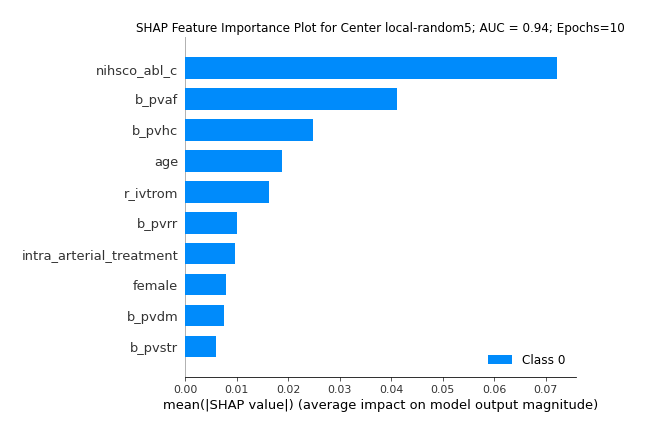 SHAP Feature Importance Plot for Center local-random5; AUC = 0.94; Epochs=10
nihsco_abl_c
b_pvaf
b_pvhc
age
r_ivtrom
b_pvrr
intra_arterial_treatment
female
b_pvdm
b_pvstr
Class 0
0.00 0.01 0.02 0.03 0.04 0.05 0.06 0.07
mean(|SHAP value|) (average impact on model output magnitude)